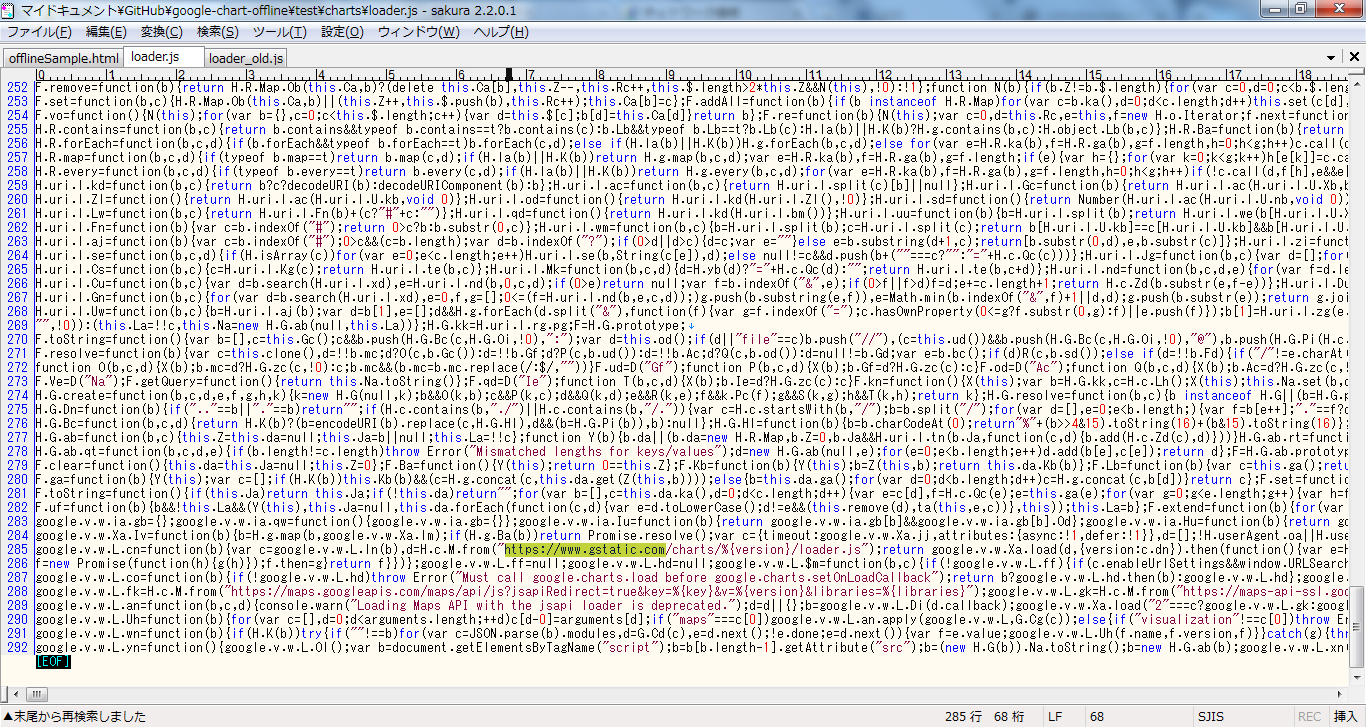 マイドキュメント¥GitHub¥google-chart-offline¥test¥charts¥loader.js - sakura 2.2.0.1
ファイル(F) 編集(E) 変換(C) 検索(S) ツール(T) 設定(O) ウィンドウ(W) ヘルプ(H)
offlineSample.html loader.js loader_old.js
0 1 2 3 4 5 6 7 8 9 10 11 12 13 14 15 16 17 18
252 F.remove=function(b){return H.R.Map.Ob(this.Ca,b)?(delete this.Ca[b],this.Z--,this.Rc++,this.$.length>2*this.Z&&N(this),!0):!1};function N(b){if(b.Z!=b.$.length){for(var c=0,d=0;c<b.$.leng
253 F.set=function(b,c){H.R.Map.Ob(this.Ca,b)||(this.Z++,this.$.push(b),this.Rc++);this.Ca[b]=c};F.addAll=function(b){if(b instanceof H.R.Map)for(var c=b.ka(),d=0;d<c.length;d++)this.set(c[d],
254 F.vo=function(){N(this);for(var b={},c=0;c<this.$.length;c++){var d=this.$[c];b[d]=this.Ca[d]}return b};F.re=function(b){N(this);var c=0,d=this.Rc,e=this,f=new H.o.Iterator;f.next=function
255 H.R.contains=function(b,c){return b.contains&&typeof b.contains==t?b.contains(c):b.Lb&&typeof b.Lb==t?b.Lb(c):H.la(b)||H.K(b)?H.g.contains(b,c):H.object.Lb(b,c)};H.R.Ba=function(b){return
256 H.R.forEach=function(b,c,d){if(b.forEach&&typeof b.forEach==t)b.forEach(c,d);else if(H.la(b)||H.K(b))H.g.forEach(b,c,d);else for(var e=H.R.ka(b),f=H.R.ga(b),g=f.length,h=0;h<g;h++)c.call(d
257 H.R.map=function(b,c,d){if(typeof b.map==t)return b.map(c,d);if(H.la(b)||H.K(b))return H.g.map(b,c,d);var e=H.R.ka(b),f=H.R.ga(b),g=f.length;if(e){var h={};for(var k=0;k<g;k++)h[e[k]]=c.ca
258 H.R.every=function(b,c,d){if(typeof b.every==t)return b.every(c,d);if(H.la(b)||H.K(b))return H.g.every(b,c,d);for(var e=H.R.ka(b),f=H.R.ga(b),g=f.length,h=0;h<g;h++)if(!c.call(d,f[h],e&&e[
259 H.uri.l.kd=function(b,c){return b?c?decodeURI(b):decodeURIComponent(b):b};H.uri.l.ac=function(b,c){return H.uri.l.split(c)[b]||null};H.uri.l.Gc=function(b){return H.uri.l.ac(H.uri.l.U.Xb,b
260 H.uri.l.Zl=function(){return H.uri.l.ac(H.uri.l.U.kb,void 0)};H.uri.l.od=function(){return H.uri.l.kd(H.uri.l.Zl(),!0)};H.uri.l.sd=function(){return Number(H.uri.l.ac(H.uri.l.U.nb,void 0))
261 H.uri.l.Lw=function(b,c){return H.uri.l.Fn(b)+(c?"#"+c:"")};H.uri.l.qd=function(){return H.uri.l.kd(H.uri.l.bm())};H.uri.l.uu=function(b){b=H.uri.l.split(b);return H.uri.l.we(b[H.uri.l.U.X
262 H.uri.l.Fn=function(b){var c=b.indexOf("#");return 0>c?b:b.substr(0,c)};H.uri.l.wm=function(b,c){b=H.uri.l.split(b);c=H.uri.l.split(c);return b[H.uri.l.U.kb]==c[H.uri.l.U.kb]&&b[H.uri.l.U
263 H.uri.l.aj=function(b){var c=b.indexOf("#");0>c&&(c=b.length);var d=b.indexOf("?");if(0>d||d>c){d=c;var e=""}else e=b.substring(d+1,c);return[b.substring(0,d),e,b.substring(c)]};H.uri.l.zi=functi
264 H.uri.l.se=function(b,c,d){if(H.isArray(c))for(var e=0;e<c.length;e++)H.uri.l.se(b,String(c[e]),d);else null!=c&&d.push(b+(""===c?"":"="+H.c.Qc(c)))};H.uri.l.Jg=function(b,c){var d=[];for(
265 H.uri.l.Cs=function(b,c){c=H.uri.l.Kg(c);return H.uri.l.te(b,c)};H.uri.l.Mk=function(b,c,d){d=H.yb(d)?"="+H.c.Qc(d):"";return H.uri.l.te(b,c+d)};H.uri.l.nd=function(b,c,d,e){for(var f=d.le
266 H.uri.l.Cu=function(b,c){var d=b.search(H.uri.l.xd),e=H.uri.l.nd(b,0,c,d);if(0>e)return null;var f=b.indexOf("&",e);if(0>f||f>d)f=d;e+=c.length+1;return H.c.Zd(b.substr(e,f-e))};H.uri.l.Du
267 H.uri.l.Gn=function(b,c){for(var d=b.search(H.uri.l.xd),e=0,f,g=[];0<=(f=H.uri.l.nd(b,e,c,d));)g.push(b.substring(e,f)),e=Math.min(b.indexOf("&",f)+1||d,d);g.push(b.substr(e));return g.joi
268 H.uri.l.Uw=function(b,c){b=H.uri.l.aj(b);var d=b[1],e=[];d&&H.g.forEach(d.split("&"),function(f){var g=f.indexOf("=");c.hasOwnProperty(0<=g?f.substr(0,g):f)||e.push(f)});b[1]=H.uri.l.zg(e.
269 "",!0)):(this.La=!!c,this.Na=new H.G.ab(null,this.La))};H.G.kk=H.uri.l.rg.pg;F=H.G.prototype;↓
270 F.toString=function(){var b=[],c=this.Gc();c&&b.push(H.G.Bc(c,H.G.Oi,!0),":");var d=this.od();if(d||"file"==c)b.push("//"),(c=this.ud())&&b.push(H.G.Bc(c,H.G.Oi,!0),"@"),b.push(H.G.Pi(H.c.
271 F.resolve=function(b){var c=this.clone(),d=!!b.mc;d?O(c,b.Gc()):d=!!b.Gf;d?P(c,b.ud()):d=!!b.Ac;d?Q(c,b.od()):d=null!=b.Gd;var e=b.bc();if(d)R(c,b.sd());else if(d=!!b.Fd){if("/"!=e.charAt
272 function O(b,c,d){X(b);b.mc=d?H.G.zc(c,!0):c;b.mc&&(b.mc=b.mc.replace(/:$/,""))}F.ud=D("Gf");function P(b,c,d){X(b);b.Gf=d?H.G.zc(c):c}F.od=D("Ac");function Q(b,c,d){X(b);b.Ac=d?H.G.zc(c,
273 F.Ve=D("Na");F.getQuery=function(){return this.Na.toString()};F.qd=D("Ie");function T(b,c,d){X(b);b.Ie=d?H.G.zc(c):c}F.kn=function(){X(this);var b=H.G.kk,c=H.c.Lh();X(this);this.Na.set(b,c
274 H.G.create=function(b,c,d,e,f,g,h,k){k=new H.G(null,k);b&&O(k,b);c&&P(k,c);d&&Q(k,d);e&&R(k,e);f&&k.Pc(f);g&&S(k,g);h&&T(k,h);return k};H.G.resolve=function(b,c){b instanceof H.G||(b=H.G.p
275 H.G.Dn=function(b){if(".."==b||"."==b)return"";if(H.c.contains(b,"./")||H.c.contains(b,"/.")){var c=H.c.startsWith(b,"/");b=b.split("/");for(var d=[],e=0;e<b.length;){var f=b[e++];"."==f?c
276 H.G.Bc=function(b,c,d){return H.K(b)?(b=encodeURI(b).replace(c,H.G.Hl),d&&(b=H.G.Pi(b)),b):null};H.G.Hl=function(b){b=b.charCodeAt(0);return"%"+(b>>4&15).toString(16)+(b&15).toString(16)};
277 H.G.ab=function(b,c){this.Z=this.da=null;this.Ja=b||null;this.La=!!c};function Y(b){b.da||(b.da=new H.R.Map,b.Z=0,b.Ja&&H.uri.l.tn(b.Ja,function(c,d){b.add(H.c.Zd(c),d)}))}H.G.ab.rt=functi
278 H.G.ab.qt=function(b,c,d,e){if(b.length!=c.length)throw Error("Mismatched lengths for keys/values");d=new H.G.ab(null,e);for(e=0;e<b.length;e++)d.add(b[e],c[e]);return d};F=H.G.ab.prototyp
279 F.clear=function(){this.da=this.Ja=null;this.Z=0};F.Ba=function(){Y(this);return 0==this.Z};F.Kb=function(b){Y(this);b=Z(this,b);return this.da.Kb(b)};F.Lb=function(b){var c=this.ga();retu
280 F.ga=function(b){Y(this);var c=[];if(H.K(b))this.Kb(b)&&(c=H.g.concat(c,this.da.get(Z(this,b))));else{b=this.da.ga();for(var d=0;d<b.length;d++)c=H.g.concat(c,b[d])}return c};F.set=functio
281 F.toString=function(){if(this.Ja)return this.Ja;if(!this.da)return"";for(var b=[],c=this.da.ka(),d=0;d<c.length;d++){var e=c[d],f=H.c.Qc(e);e=this.ga(e);for(var g=0;g<e.length;g++){var h=f
282 F.uf=function(b){b&&!this.La&&(Y(this),this.Ja=null,this.da.forEach(function(c,d){var e=d.toLowerCase();d!=e&&(this.remove(d),ta(this,e,c))},this));this.La=b};F.extend=function(b){for(var
283 google.v.w.ia.gb={};google.v.w.ia.qw=function(){google.v.w.ia.gb={}};google.v.w.ia.Iu=function(b){return google.v.w.ia.gb[b]&&google.v.w.ia.gb[b].loaded};google.v.w.ia.Du=function(b){return google.v.w.ia.gb[b]&&google.v.w.ia.gb[b].Od};google.v.w
284 google.v.w.Xa.load=function(b){b=H.g.map(b,google.v.w.Xa.lm);if(H.g.Ba(b))return Promise.resolve();var c={timeout:google.v.w.Xa.jj,attributes:{async:!1,defer:!1}},d=[];!H.userAgent.oa||H.use
285 google.v.w.L.cn=function(b){var c=google.v.w.L.ln(b),d=H.c.M.from("https://www.gstatic.com/charts/%{version}/loader.js");return google.v.w.Xa.load(d,{version:c.dn}).then(function(){var e=
286 f=new Promise(function(g){h(g)});f.then=g}return f}})};google.v.w.L.ff=null;google.v.w.L.hd=null;google.v.w.L.$m=function(b,c){if(!google.v.w.L.ff){if(c.enableUrlSettings&&window.URLSearch
287 google.v.w.L.co=function(b){if(!google.v.w.L.hd)throw Error("Must call google.charts.load before google.charts.setOnLoadCallback");return b?google.v.w.L.hd.then(b):google.v.w.L.hd};google.
288 google.v.w.L.fk=H.c.M.from("https://maps.googleapis.com/maps/api/js?jsapiRedirect=true&key=%{key}&v=%{version}&libraries=%{libraries}");google.v.w.L.gk=H.c.M.from("https://maps-api-ssl.goo
289 google.v.w.L.an=function(b,c,d){console.warn("Loading Maps API with the jsapi loader is deprecated.");d=d||{};b=google.v.w.L.Di(d.callback);google.v.w.Xa.load("2"===c?google.v.w.L.gk:googl
290 google.v.w.L.Uh=function(b){for(var c=[],d=0;d<arguments.length;++d)c[d-0]=arguments[d];if("maps"===c[0])google.v.w.L.an.apply(google.v.w.L,G.Cg(c));else{if("visualization"!==c[0])throw Err
291 google.v.w.L.wn=function(b){if(H.K(b))try{if(""!==b)for(var c=JSON.parse(b).modules,d=G.Cd(c),e=d.next();!e.done;e=d.next()){var f=e.value;google.v.w.L.Uh(f.name,f.version,f)}}catch(g){thr
292 google.v.w.L.yn=function(){google.v.w.L.Ol();var b=document.getElementsByTagName("script");b=b[b.length-1].getAttribute("src");b=(new H.G(b)).Na.toString();b=new H.G.ab(b);google.v.w.L.xn(
[EOF]
▲末尾から再検索しました 285 行 68 桁 LF 68 SJIS REC 挿入